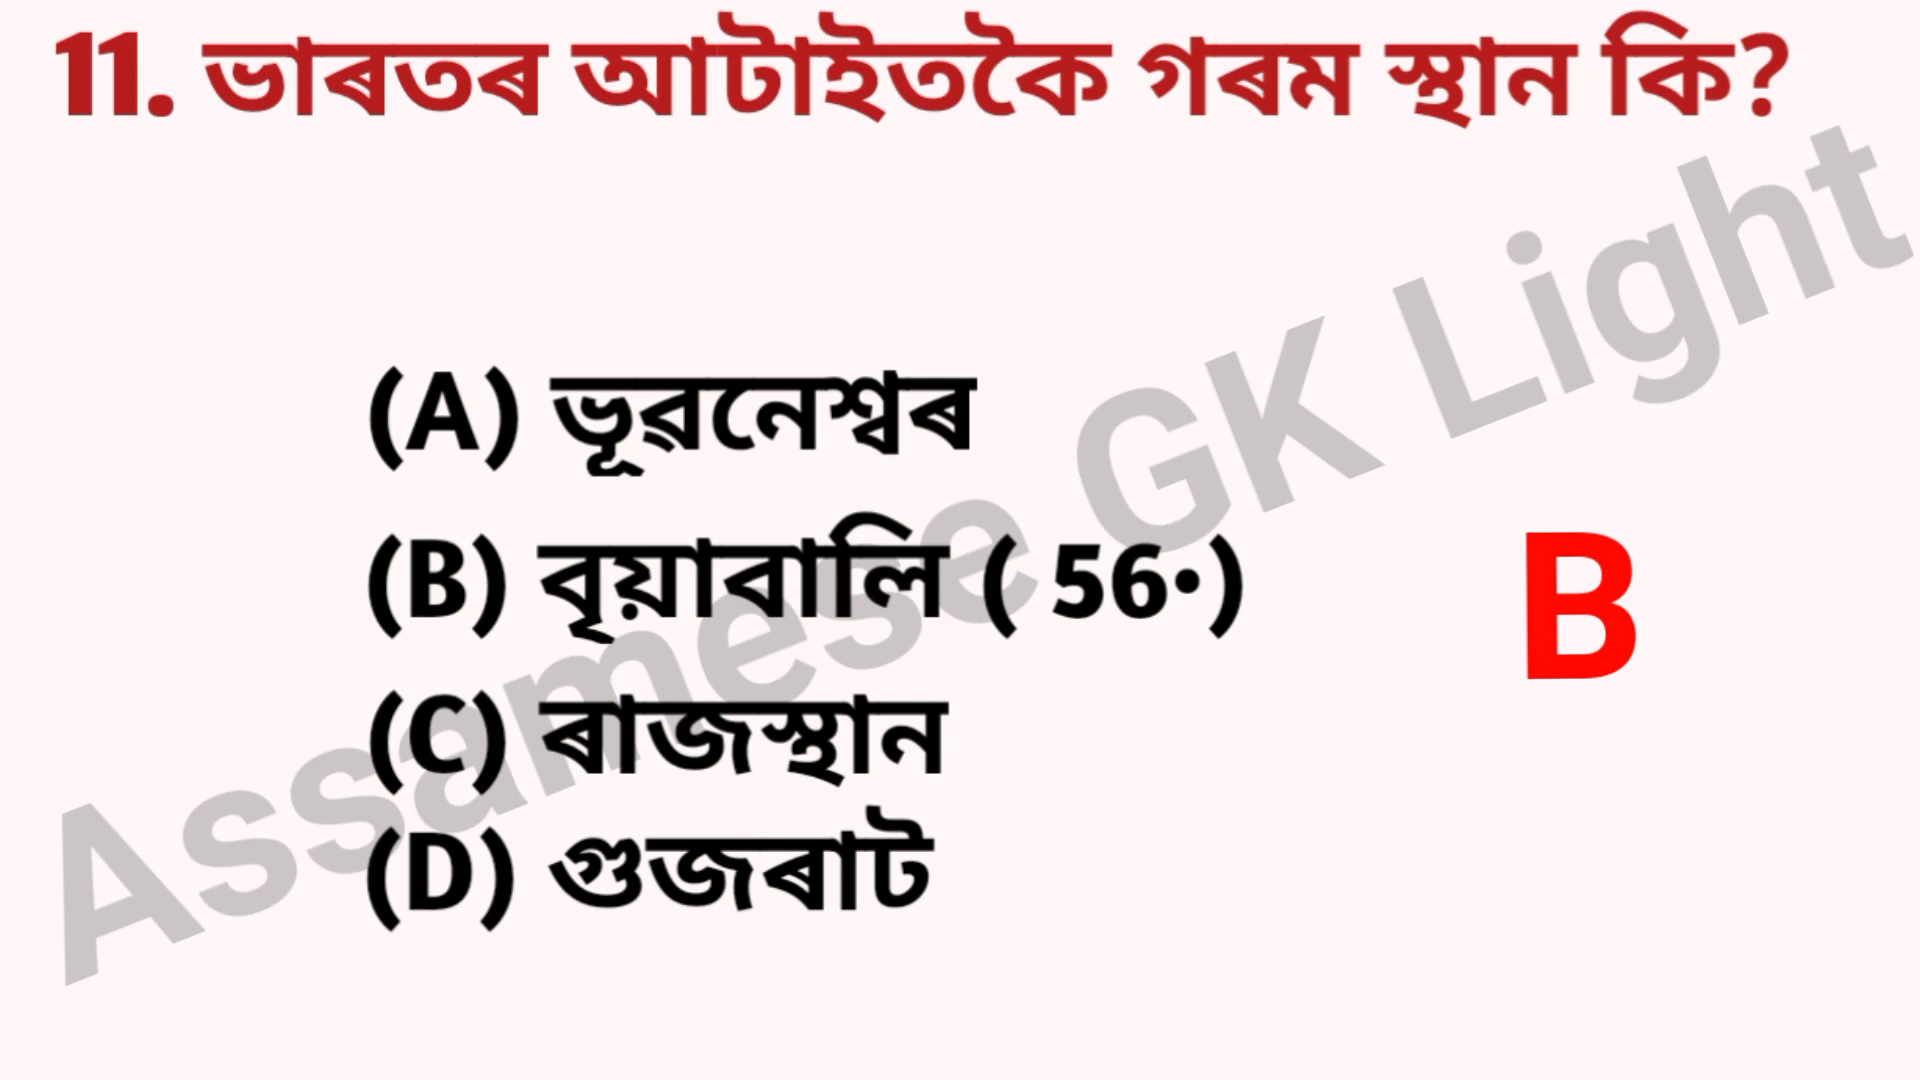 11. ভাৰতৰ আটাইতকৈ গৰম স্থান কি?
(A) ভূৱনেশ্বৰ
(B) বৃয়াবালি ( 56•)
B
(C) ৰাজস্থান
(D) গুজৰাট
Assamese GK Light